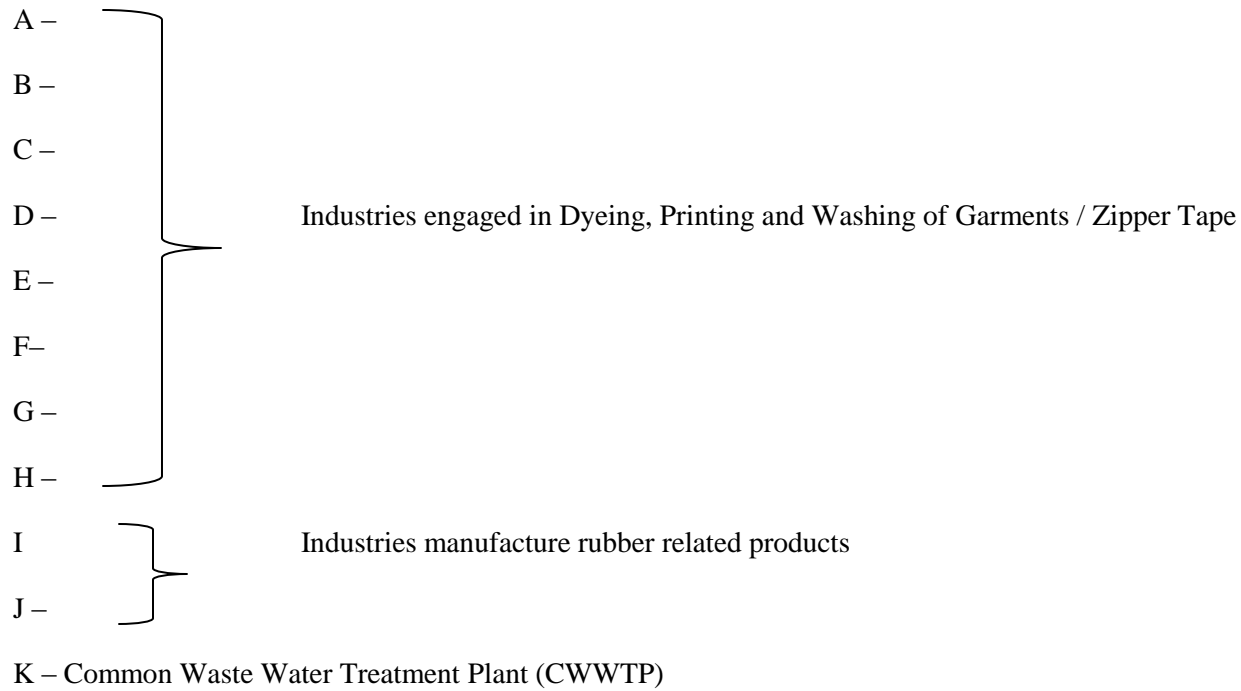 A –
B –
C –
D – Industries engaged in Dyeing, Printing and Washing of Garments / Zipper Tape
E –
F–
G –
H –
I Industries manufacture rubber related products
J –
K – Common Waste Water Treatment Plant (CWWTP)